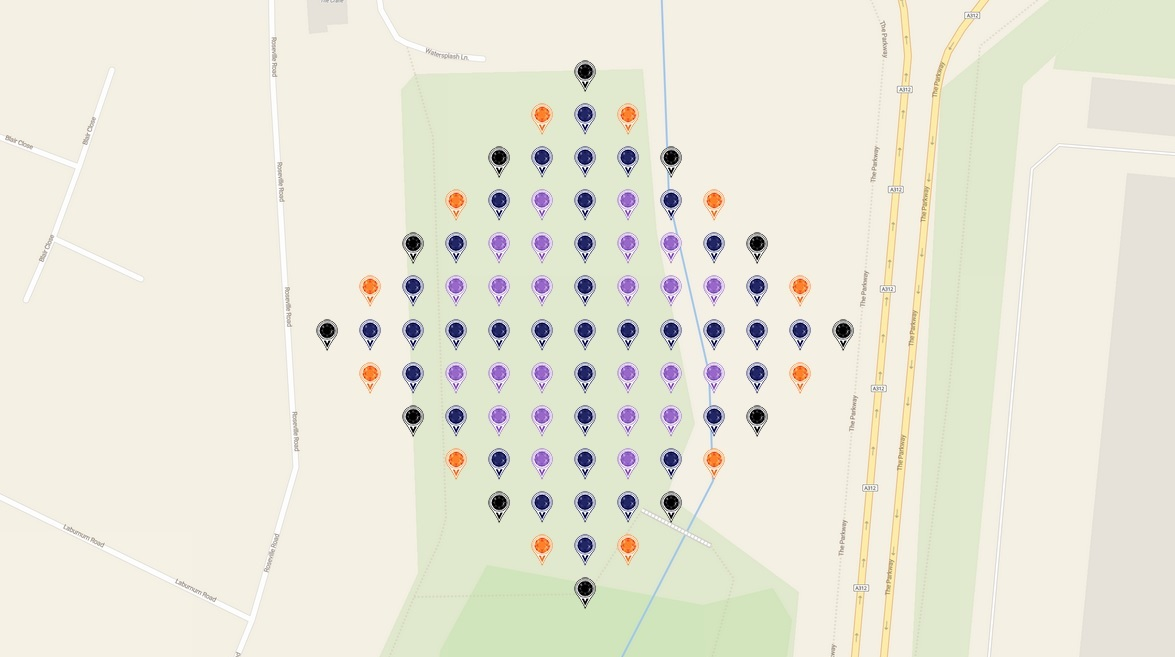 The Crane
A312
Watersplash Ln.
Roseville Road
The Parkway
The Parkway
A312
Blair Close
Blair Close
The Parkway
Roseville Road
A312
The Parkway
Blair Close
Roseville Road
The Parkway
A312
The Parkway
A312
Roseville Road
The Parkway
The Parkway
A312
Laburnum Road
Roseville Road
The Parkway
The Parkway
A312
Laburnum Road